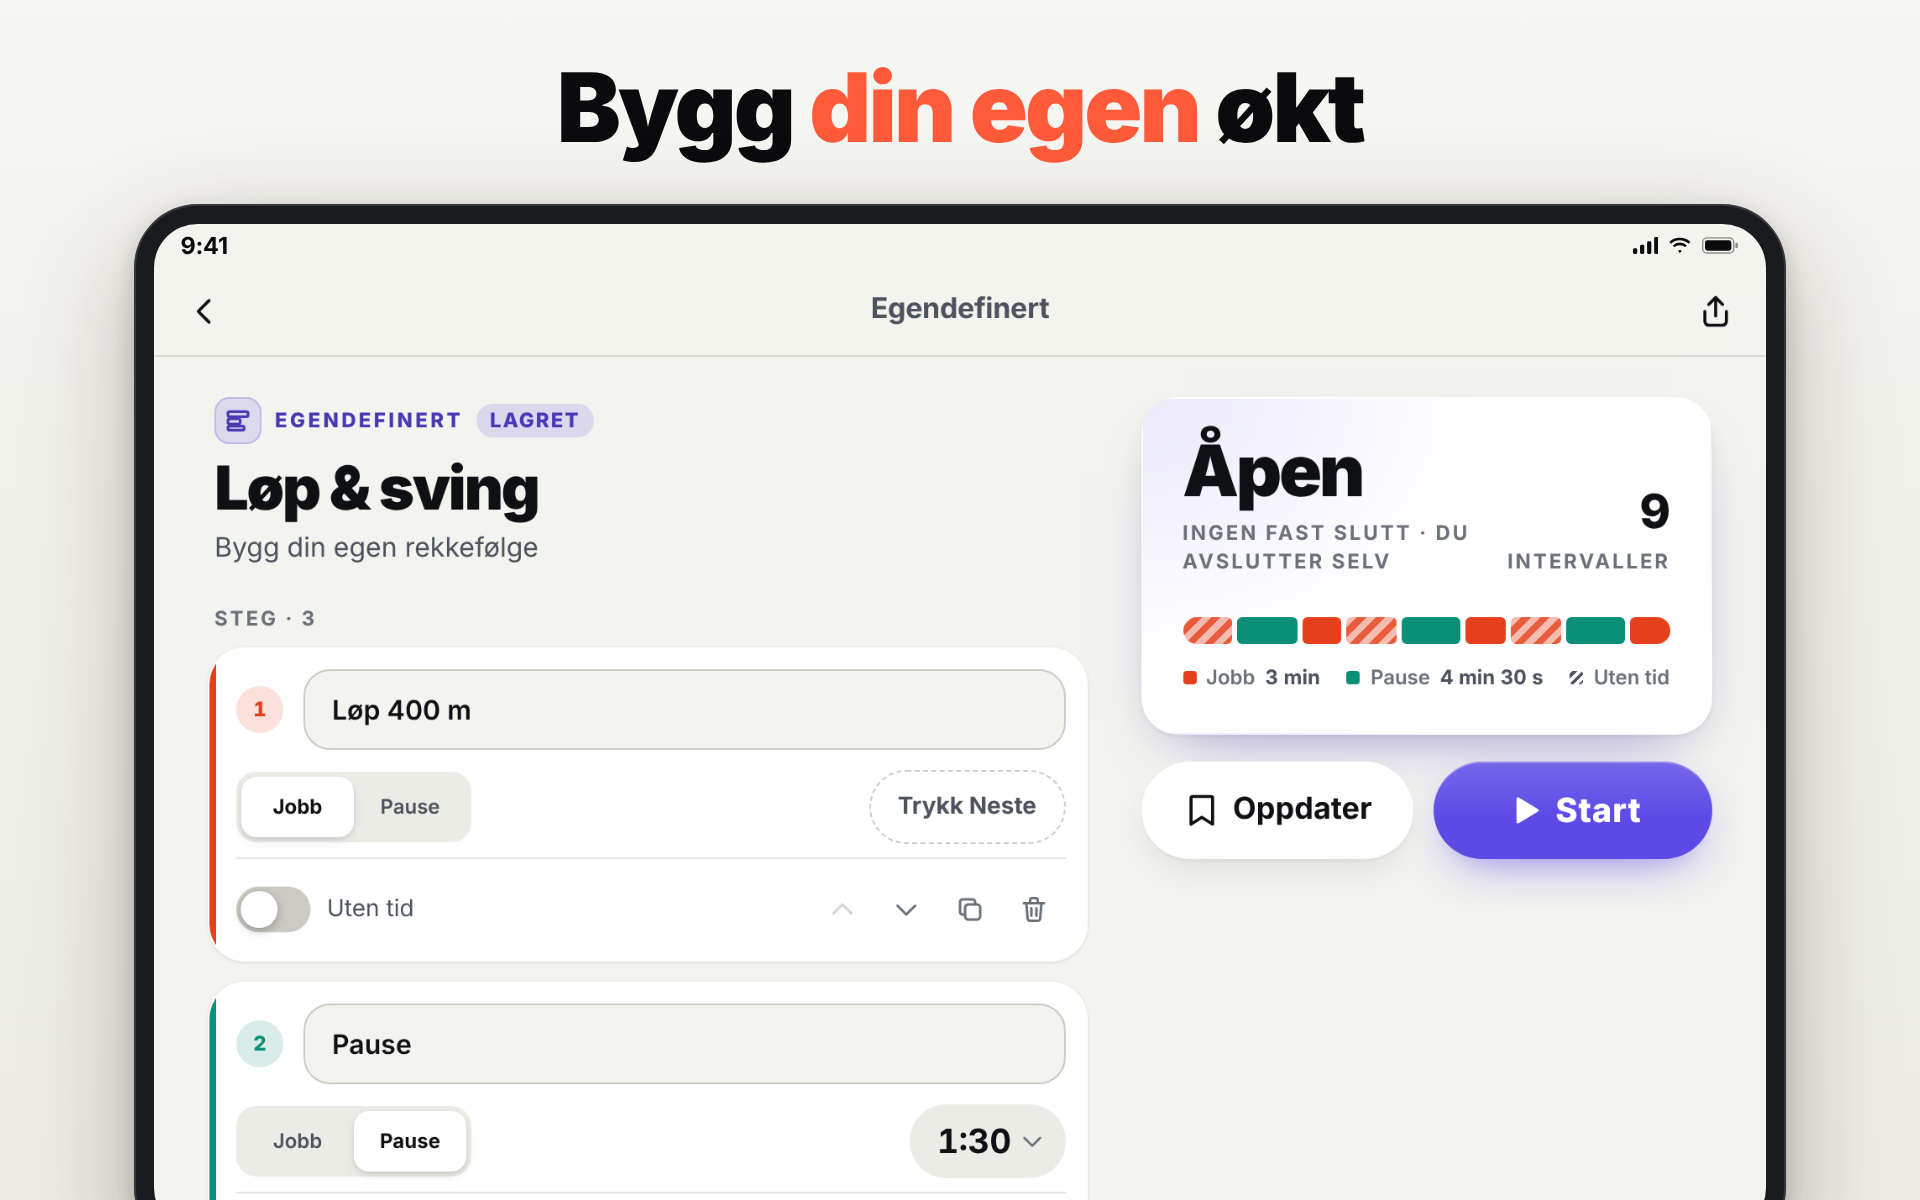 Bygg din egen økt
9:41
Egendefinert
EGENDEFINERT LAGRET
Løp & sving
Bygg din egen rekkefølge
STEG · 3
1 Løp 400 m
Jobb Pause Trykk Neste
Uten tid
2 Pause
Jobb Pause 1:30
Åpen
INGEN FAST SLUTT · DU
AVSLUTTER SELV
9
INTERVALLER
Jobb 3 min Pause 4 min 30 s Uten tid
Oppdater Start